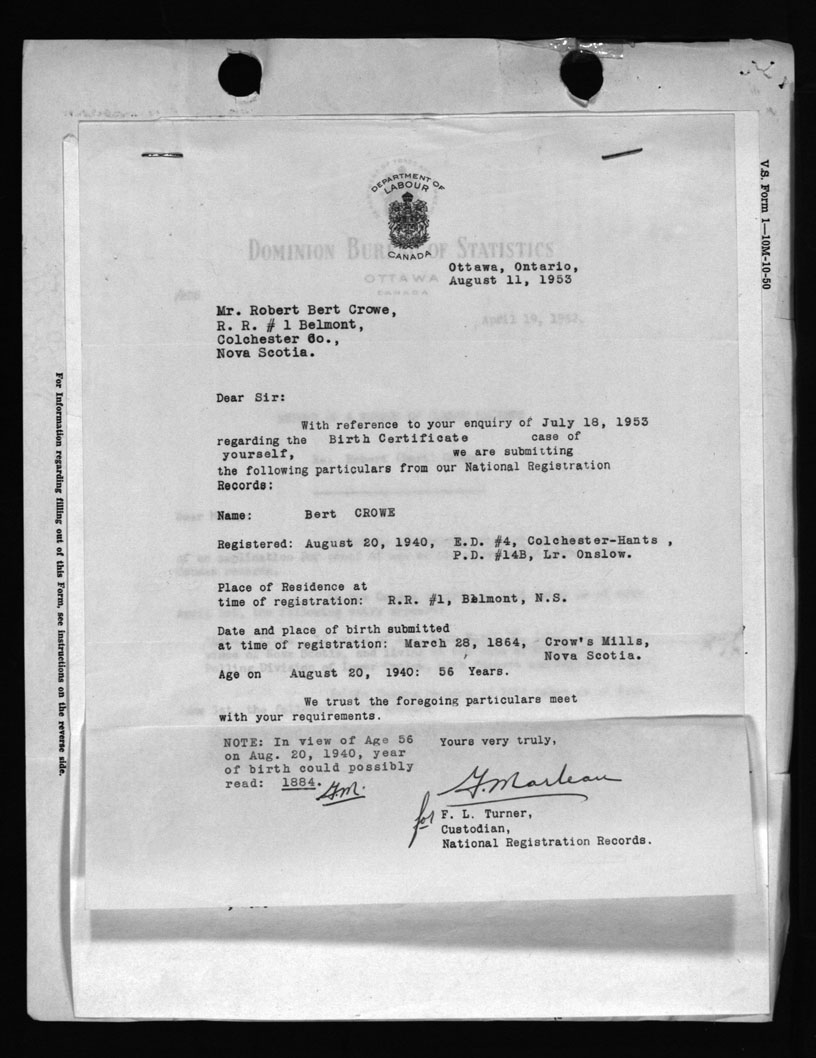 DEPARTMENT OF
LABOUR
CANADA
DOMINION BUREAU OF STATISTICS
OTTAWA
CANADA
Ottawa, Ontario,
August 11, 1953
April 19, 1952.
Mr. Robert Bert Crowe,
R. R. # 1 Belmont,
Colchester Co.,
Nova Scotia.
Dear Sir:
With reference to your enquiry of July 18, 1953
regarding the Birth Certificate case of
yourself, we are submitting
the following particulars from our National Registration
Records:
Name: Bert CROWE
Registered: August 20, 1940, E.D. #4, Colchester-Hants ,
P.D. #14B, Lr. Onslow.
Place of Residence at
time of registration: R.R. #1, Belmont, N.S.
Date and place of birth submitted
at time of registration: March 28, 1864, Crow's Mills,
Nova Scotia.
Age on August 20, 1940: 56 Years.
We trust the foregoing particulars meet
with your requirements.
NOTE: In view of Age 56
on Aug. 20, 1940, year
of birth could possibly
read: 1884. F.M.
Yours very truly,
F. Marleau
for F. L. Turner,
Custodian,
National Registration Records.
For Information regarding filling out of this Form, see instructions on the reverse side.
V.S. Form 1—10M-10-50